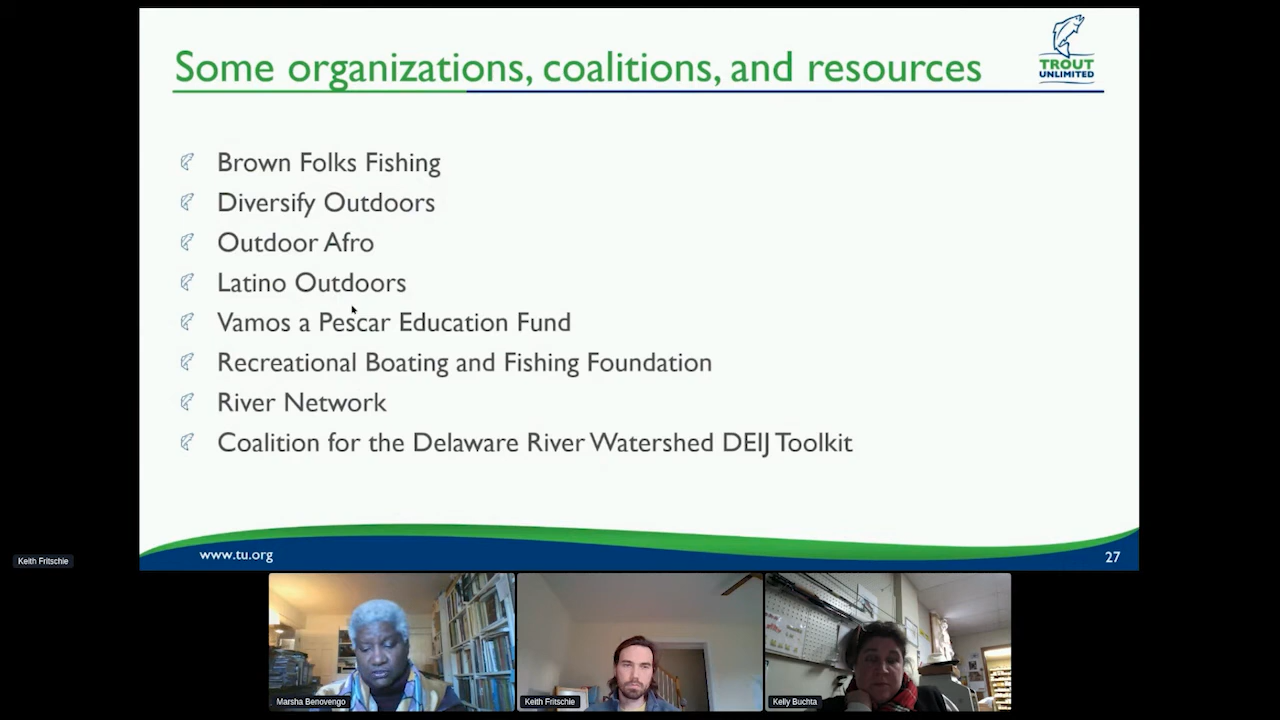 Some organizations, coalitions, and resources
TROUT
UNLIMITED
Brown Folks Fishing
Diversify Outdoors
Outdoor Afro
Latino Outdoors
Vamos a Pescar Education Fund
Recreational Boating and Fishing Foundation
River Network
Coalition for the Delaware River Watershed DEIJ Toolkit
www.tu.org
27
Keith Fritschie
Marsha Benovengo
Keith Fritschie
Kelly Buchta